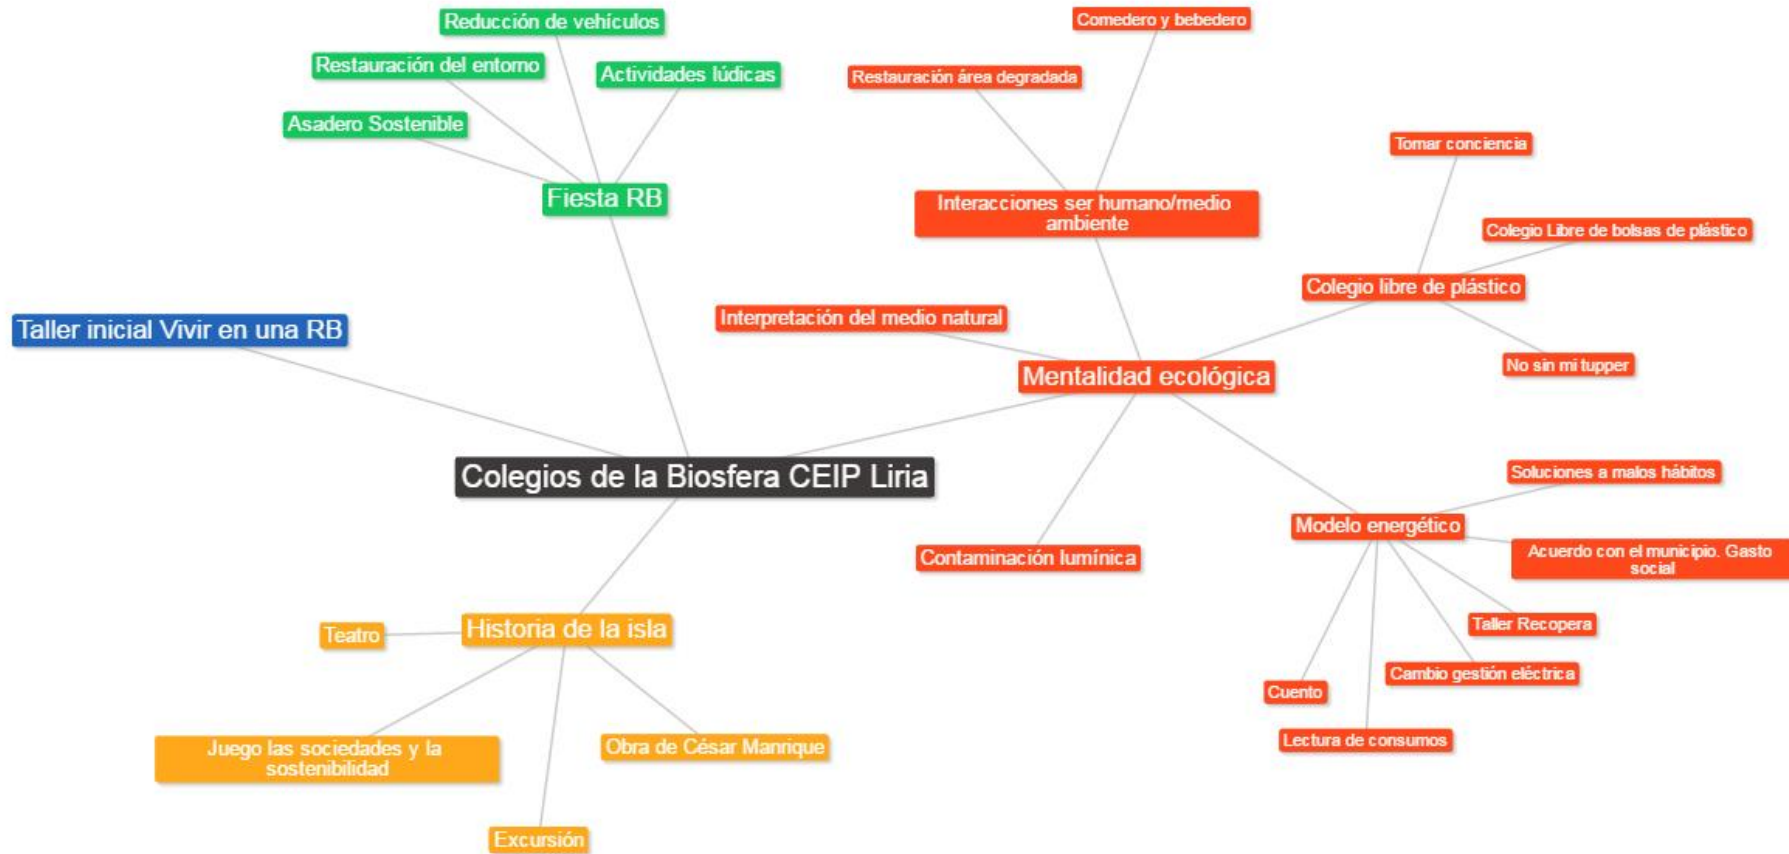 Reducción de vehículos
Restauración del entorno
Actividades lúdicas
Asadero Sostenible
Fiesta RB
Taller inicial Vivir en una RB
Colegios de la Biosfera CEIP Liria
Historia de la isla
Teatro
Juego las sociedades y la
sostenibilidad
Obra de César Manrique
Excursión
Comedero y bebedero
Restauración área degradada
Interacciones ser humano/medio
ambiente
Interpretación del medio natural
Mentalidad ecológica
Contaminación lumínica
Tomar conciencia
Colegio Libre de bolsas de plástico
Colegio libre de plástico
No sin mi tupper
Soluciones a malos hábitos
Modelo energético
Acuerdo con el municipio. Gasto
social
Taller Recopera
Cambio gestión eléctrica
Cuento
Lectura de consumos